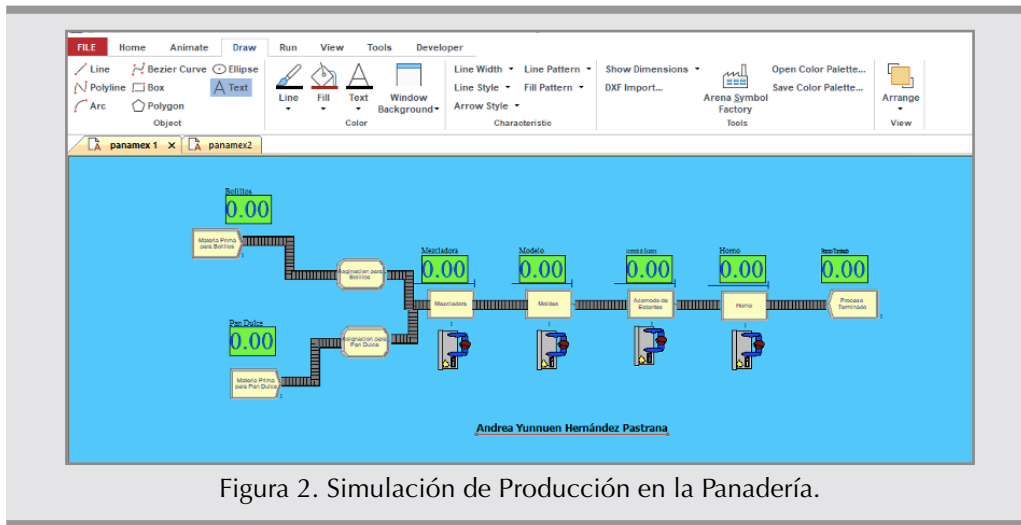 FILE Home Animate Draw Run View Tools Developer
Line Bezier Curve Ellipse
Polyline Box Text
Arc Polygon
Object
Line Fill Text Window Background
Color
Line Width Line Pattern
Line Style Fill Pattern
Arrow Style
Characteristic
Show Dimensions
DXF Import...
Arena Symbol Factory
Open Color Palette...
Save Color Palette...
Tools
Arrange
View
panamex 1 X panamex2
Bolillos
0.00
Materia Prima
para Bolillos
Asignacion para
Bolillos
Pan Dulce
0.00
Asignacion para
Pan Dulce
Materia Prima
para Pan Dulce
Mezcladora
0.00
Mezcladora
Modelo
0.00
Moldeo
0.00
Acomodo de
Estantes
Horno
0.00
Horno
0.00
Proceso
Terminado
Andrea Yunnuen Hernández Pastrana
Figura 2. Simulación de Producción en la Panadería.